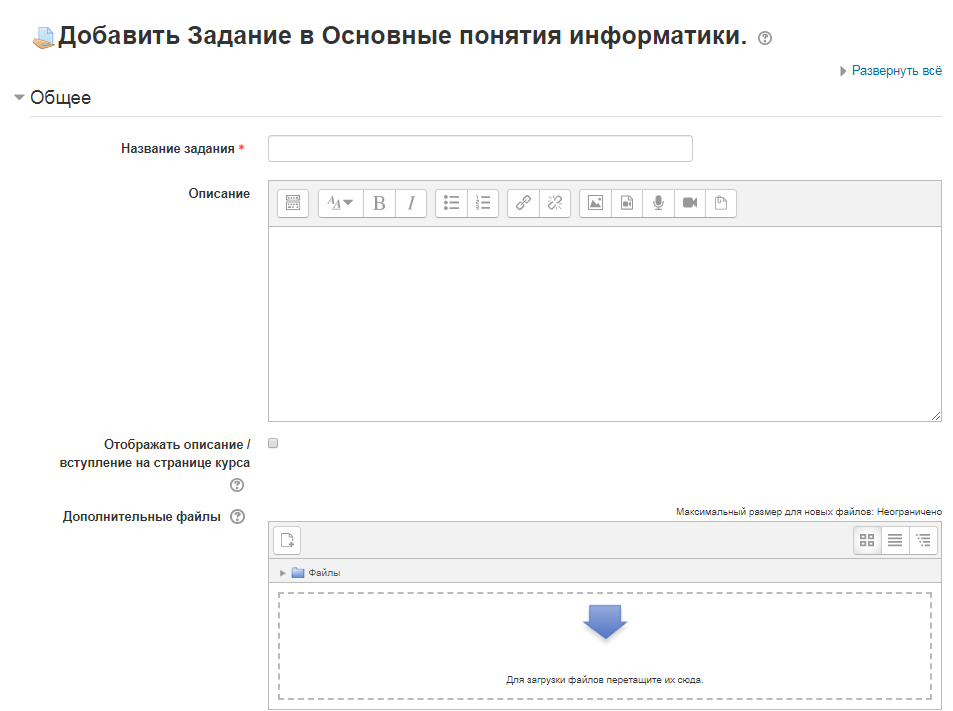 Добавить Задание в Основные понятия информатики.
Развернуть всё
Общее
Название задания *
Описание
Отображать описание /
вступление на странице курса
Дополнительные файлы
Максимальный размер для новых файлов: Неограничено
Файлы
Для загрузки файлов перетащите их сюда.